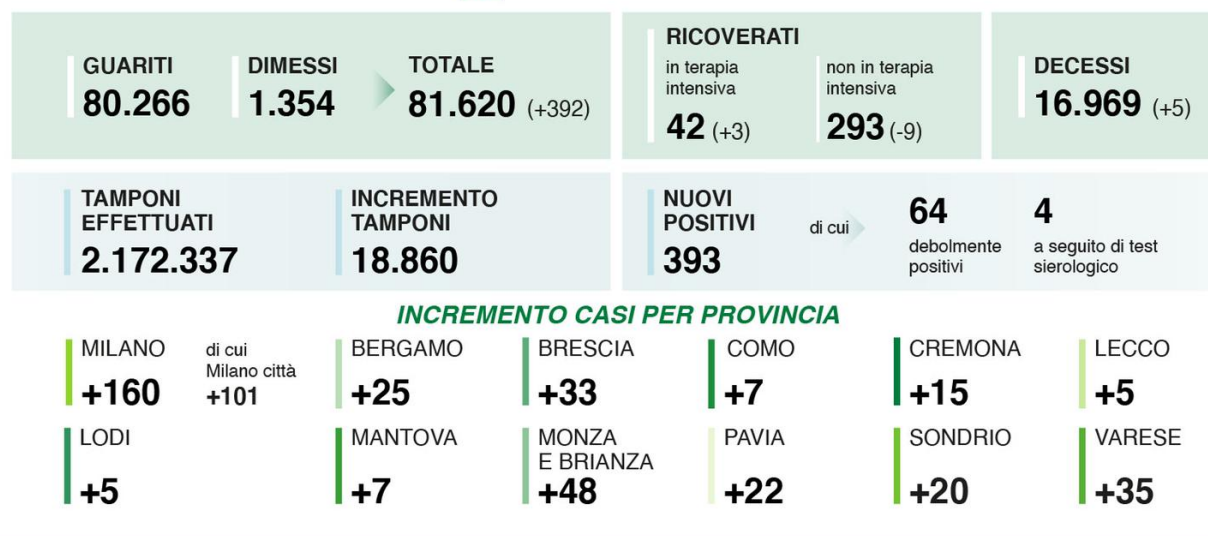 GUARITI
80.266
DIMESSI
1.354
TOTALE
81.620 (+392)
RICOVERATI
in terapia
intensiva
42 (+3)
non in terapia
intensiva
293 (-9)
DECESSI
16.969 (+5)
TAMPONI
EFFETTUATI
2.172.337
INCREMENTO
TAMPONI
18.860
NUOVI
POSITIVI
393
di cui
64
debolmente
positivi
4
a seguito di test
sierologico
INCREMENTO CASI PER PROVINCIA
MILANO
+160
di cui
Milano città
+101
BERGAMO
+25
BRESCIA
+33
COMO
+7
CREMONA
+15
LECCO
+5
LODI
+5
MANTOVA
+7
MONZA
E BRIANZA
+48
PAVIA
+22
SONDRIO
+20
VARESE
+35